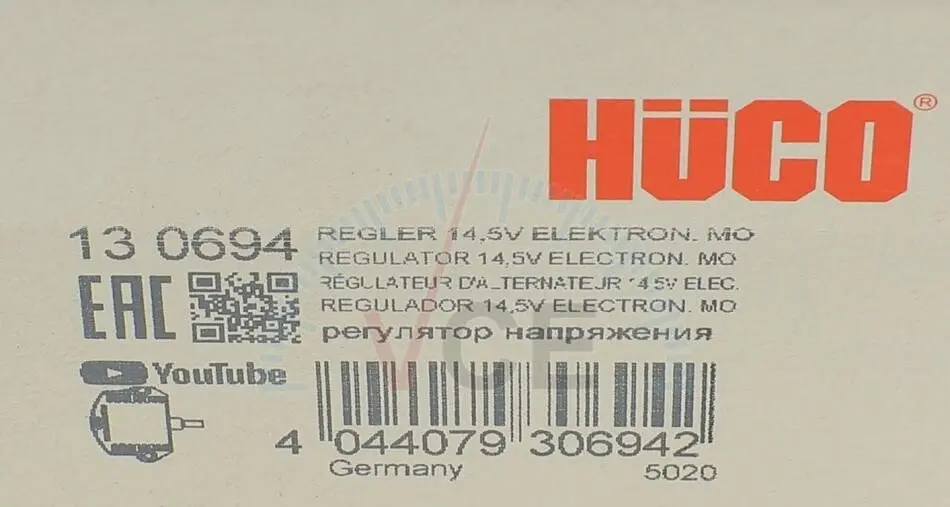 HÜCO®
13 0694
REGLER 14,5V ELEKTRON. MO
REGULATOR 14,5V ELECTRON. MO
RÉGULATEUR D'ALTERNATEUR 14,5V ELEC.
REGULADOR 14,5V ELECTRON. MO
регулятор напряжения
EAC
YouTube
VCE
4 044079 306942
Germany
5020